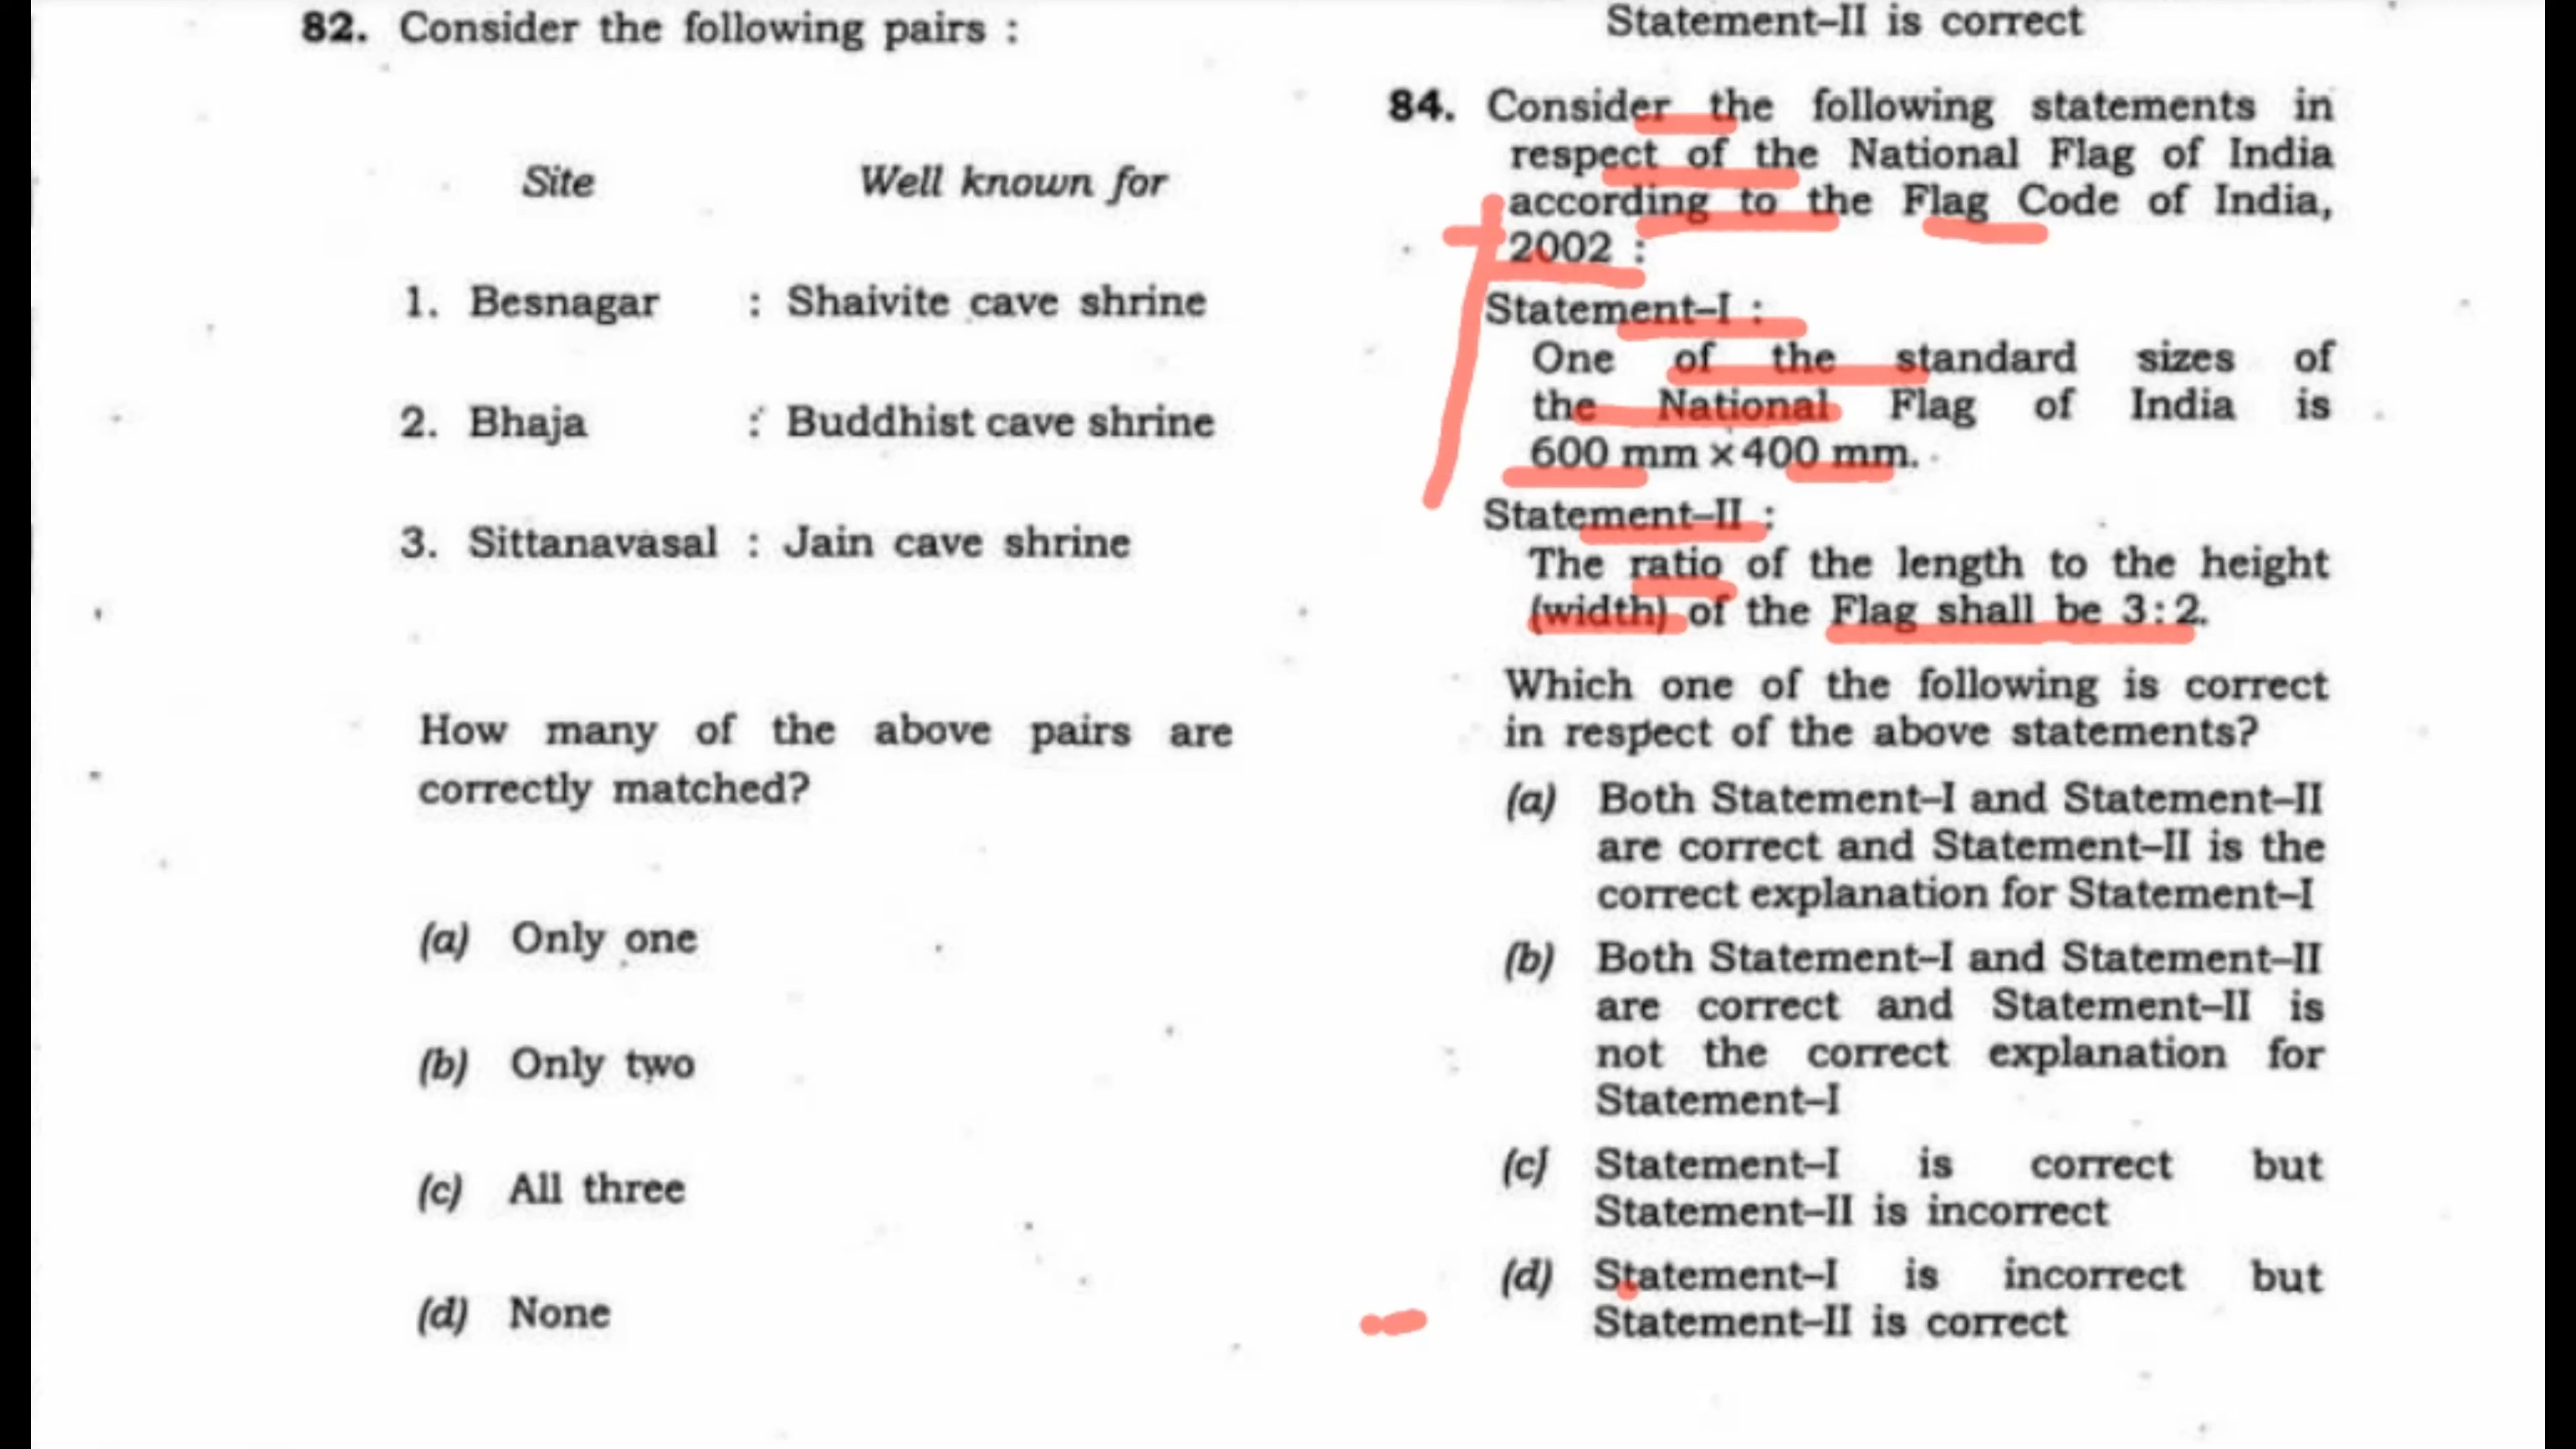 82. Consider the following pairs :
Site Well known for
1. Besnagar : Shaivite cave shrine
2. Bhaja : Buddhist cave shrine
3. Sittanavasal : Jain cave shrine
How many of the above pairs are
correctly matched?
(a) Only one
(b) Only two
(c) All three
(d) None
Statement–II is correct
84. Consider the following statements in
respect of the National Flag of India
according to the Flag Code of India,
2002 :
Statement–I :
One of the standard sizes of
the National Flag of India is
600 mm × 400 mm.
Statement–II :
The ratio of the length to the height
(width) of the Flag shall be 3 : 2.
Which one of the following is correct
in respect of the above statements?
(a) Both Statement–I and Statement–II
are correct and Statement–II is the
correct explanation for Statement–I
(b) Both Statement–I and Statement–II
are correct and Statement–II is
not the correct explanation for
Statement–I
(c) Statement–I is correct but
Statement–II is incorrect
(d) Statement–I is incorrect but
Statement–II is correct